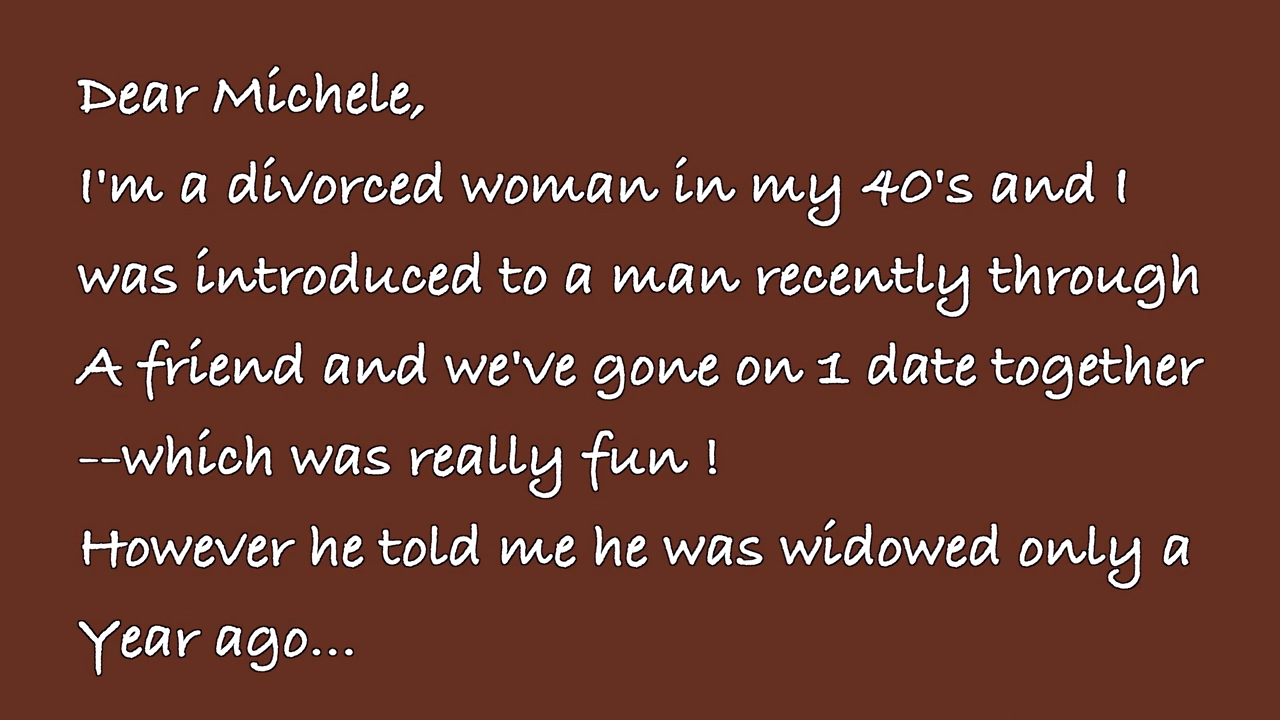 Dear Michele,
I'm a divorced woman in my 40's and I
was introduced to a man recently through
A friend and we've gone on 1 date together
--which was really fun !
However he told me he was widowed only a
Year ago...